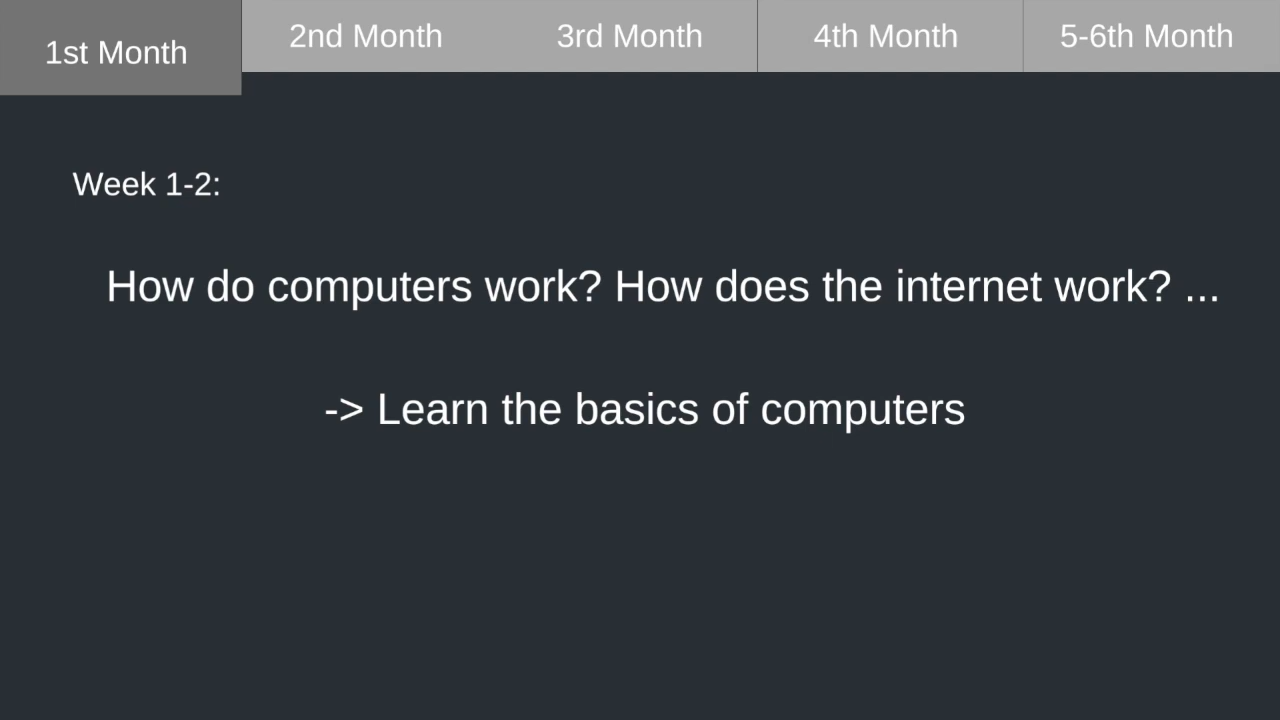 1st Month
2nd Month
3rd Month
4th Month
5-6th Month
Week 1-2:
How do computers work? How does the internet work? ...
-> Learn the basics of computers